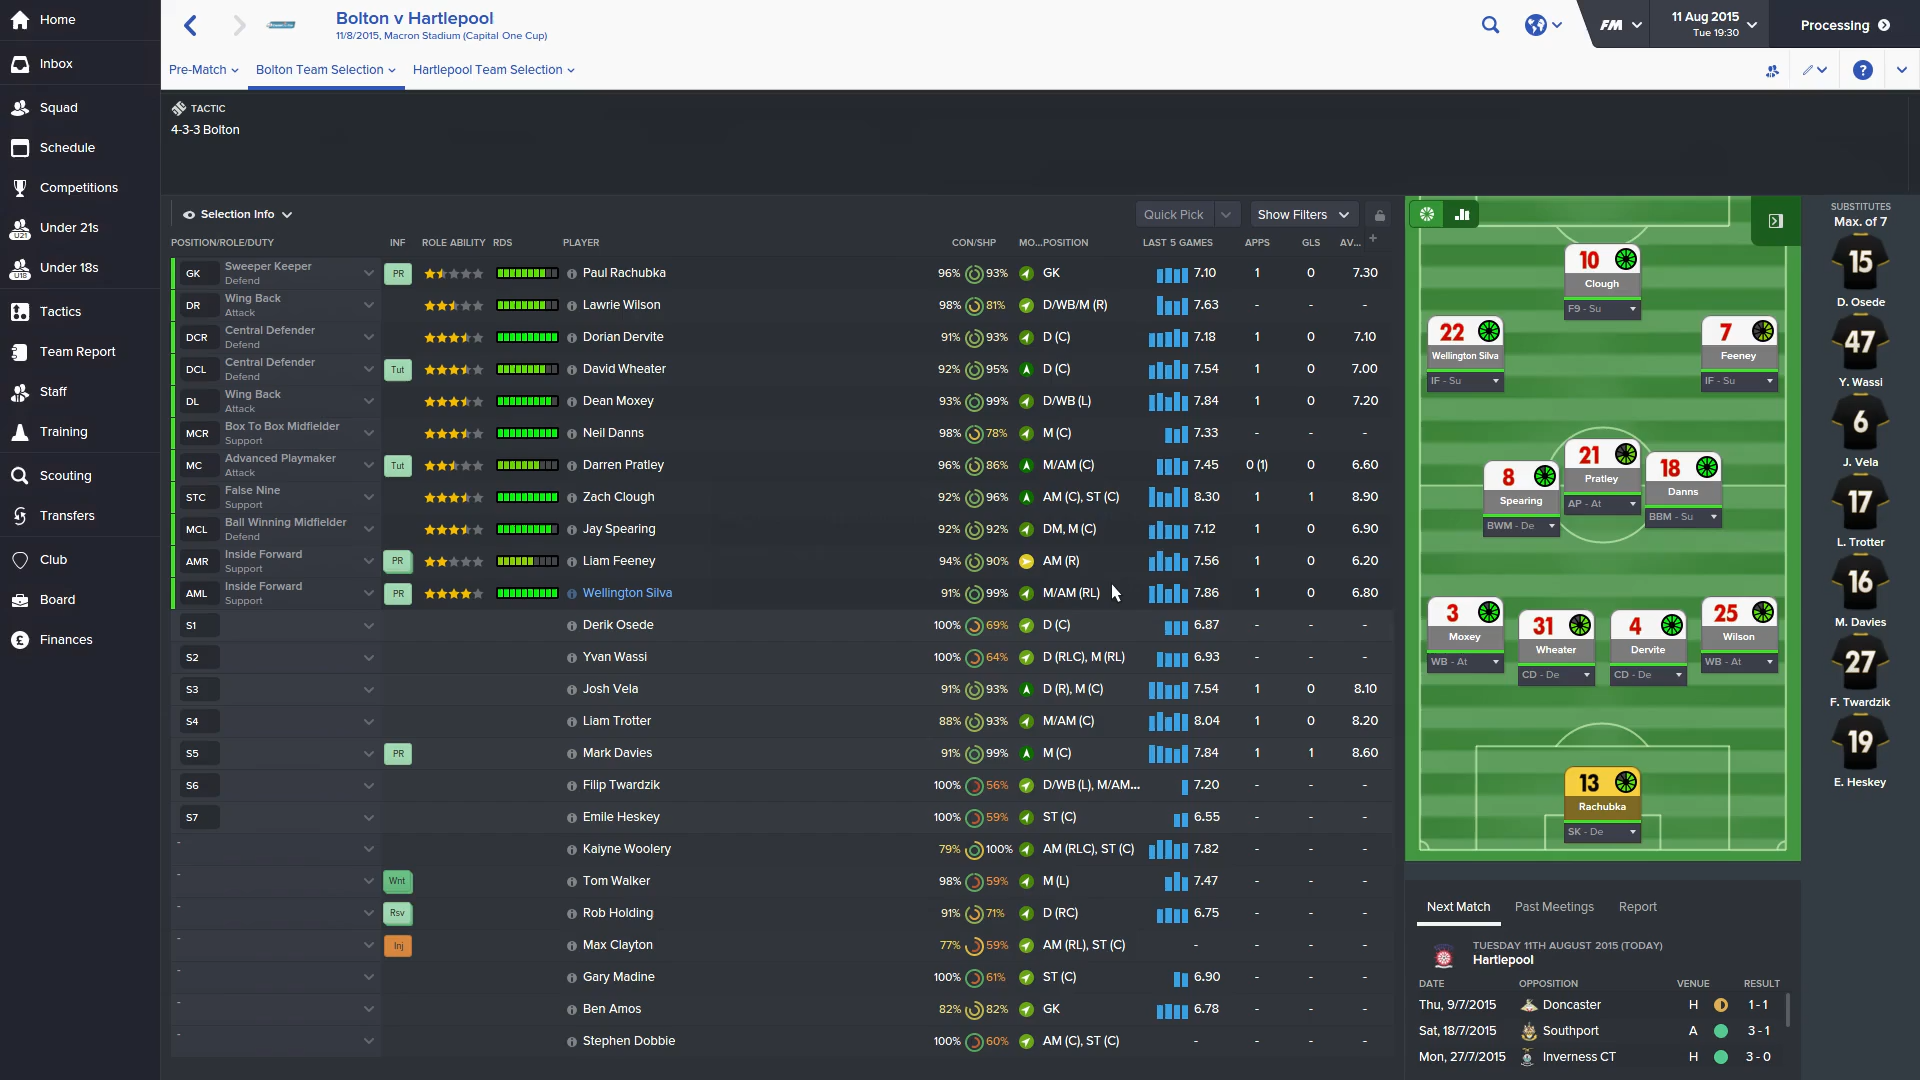 Home
Inbox
Squad
Schedule
Competitions
U21
Under 21s
U18
Under 18s
Tactics
Team Report
Staff
Training
Scouting
Transfers
Club
Board
Finances
Bolton v Hartlepool
11/8/2015, Macron Stadium (Capital One Cup)
FM
11 Aug 2015
Tue 19:30
Processing
Pre-Match
Bolton Team Selection
Hartlepool Team Selection
?
TACTIC
4-3-3 Bolton
Selection Info
Quick Pick
Show Filters
POSITION/ROLE/DUTY INF ROLE ABILITY RDS PLAYER CON/SHP MO... POSITION LAST 5 GAMES APPS GLS AV... +
GK Sweeper Keeper Defend PR Paul Rachubka 96% 93% GK 7.10 1 0 7.30
DR Wing Back Attack Lawrie Wilson 98% 81% D/WB/M (R) 7.63 - - -
DCR Central Defender Defend Dorian Dervite 91% 93% D (C) 7.18 1 0 7.10
DCL Central Defender Defend Tut David Wheater 92% 95% D (C) 7.54 1 0 7.00
DL Wing Back Attack Dean Moxey 93% 99% D/WB (L) 7.84 1 0 7.20
MCR Box To Box Midfielder Support Neil Danns 98% 78% M (C) 7.33 - - -
MC Advanced Playmaker Attack Tut Darren Pratley 96% 86% M/AM (C) 7.45 0 (1) 0 6.60
STC False Nine Support Zach Clough 92% 96% AM (C), ST (C) 8.30 1 1 8.90
MCL Ball Winning Midfielder Defend Jay Spearing 92% 92% DM, M (C) 7.12 1 0 6.90
AMR Inside Forward Support PR Liam Feeney 94% 90% AM (R) 7.56 1 0 6.20
AML Inside Forward Support PR Wellington Silva 91% 99% M/AM (RL) 7.86 1 0 6.80
S1 Derik Osede 100% 69% D (C) 6.87 - - -
S2 Yvan Wassi 100% 64% D (RLC), M (RL) 6.93 - - -
S3 Josh Vela 91% 93% D (R), M (C) 7.54 1 0 8.10
S4 Liam Trotter 88% 93% M/AM (C) 8.04 1 0 8.20
S5 PR Mark Davies 91% 99% M (C) 7.84 1 1 8.60
S6 Filip Twardzik 100% 56% D/WB (L), M/AM... 7.20 - - -
S7 Emile Heskey 100% 59% ST (C) 6.55 - - -
- Kaiyne Woolery 79% 100% AM (RLC), ST (C) 7.82 - - -
- Wnt Tom Walker 98% 59% M (L) 7.47 - - -
- Rsv Rob Holding 91% 71% D (RC) 6.75 - - -
- Inj Max Clayton 77% 59% AM (RL), ST (C) - - - -
- Gary Madine 100% 61% ST (C) 6.90 - - -
- Ben Amos 82% 82% GK 6.78 - - -
- Stephen Dobbie 100% 60% AM (C), ST (C) - - - -
10
Clough
F9 - Su
22
Wellington Silva
IF - Su
7
Feeney
IF - Su
8
Spearing
BWM - De
21
Pratley
AP - At
18
Danns
BBM - Su
3
Moxey
WB - At
31
Wheater
CD - De
4
Dervite
CD - De
25
Wilson
WB - At
13
Rachubka
SK - De
SUBSTITUTES
Max. of 7
15
D. Osede
47
Y. Wassi
6
J. Vela
17
L. Trotter
16
M. Davies
27
F. Twardzik
19
E. Heskey
Next Match Past Meetings Report
TUESDAY 11TH AUGUST 2015 (TODAY)
Hartlepool
DATE OPPOSITION VENUE RESULT
Thu, 9/7/2015 Doncaster H 1 - 1
Sat, 18/7/2015 Southport A 3 - 1
Mon, 27/7/2015 Inverness CT H 3 - 0